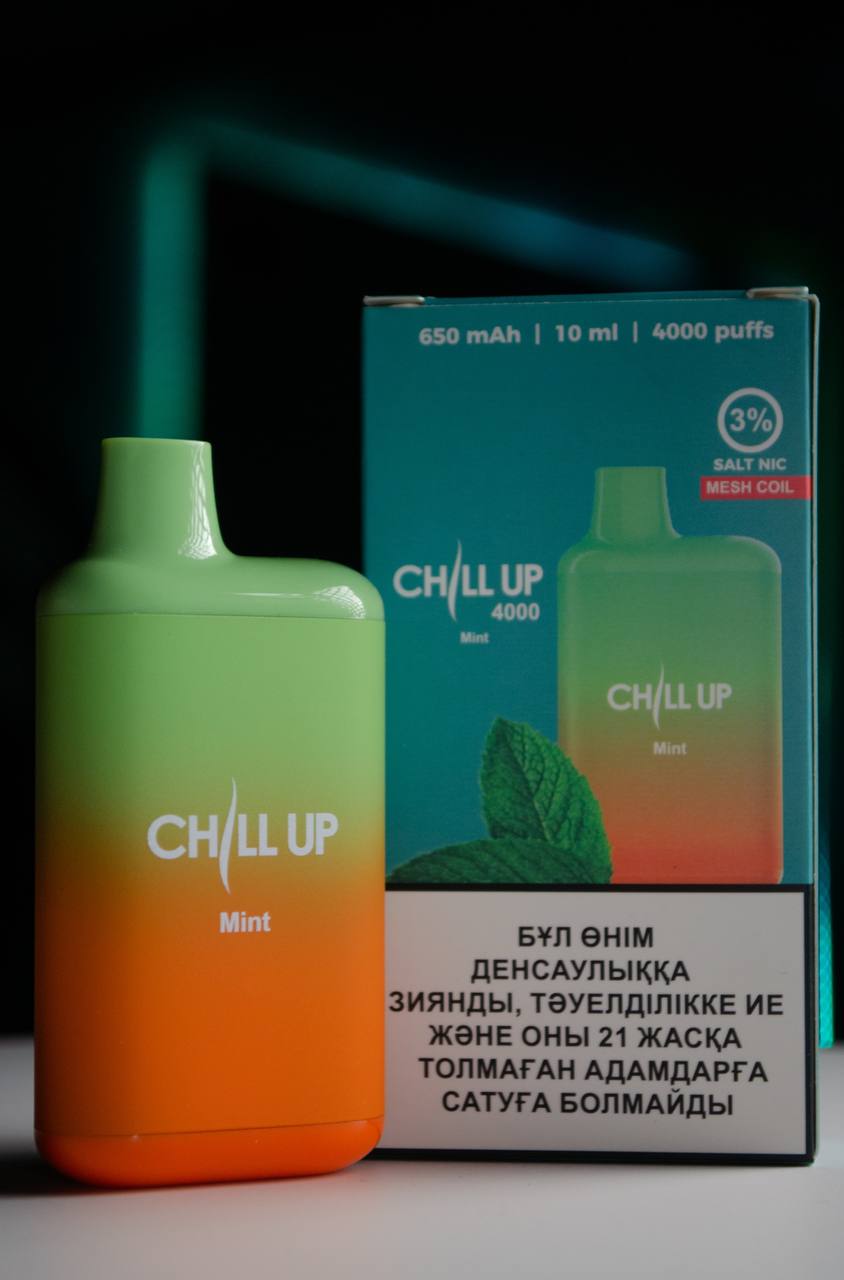 650 mAh | 10 ml | 4000 puffs
3%
SALT NIC
MESH COIL
CHILL UP
4000
Mint
CHILL UP
Mint
CHILL UP
Mint
БҰЛ ӨНІМ
ДЕНСАУЛЫҚҚА
ЗИЯНДЫ, ТӘУЕЛДІЛІККЕ ИЕ
ЖӘНЕ ОНЫ 21 ЖАСҚА
ТОЛМАҒАН АДАМДАРҒА
САТУҒА БОЛМАЙДЫ